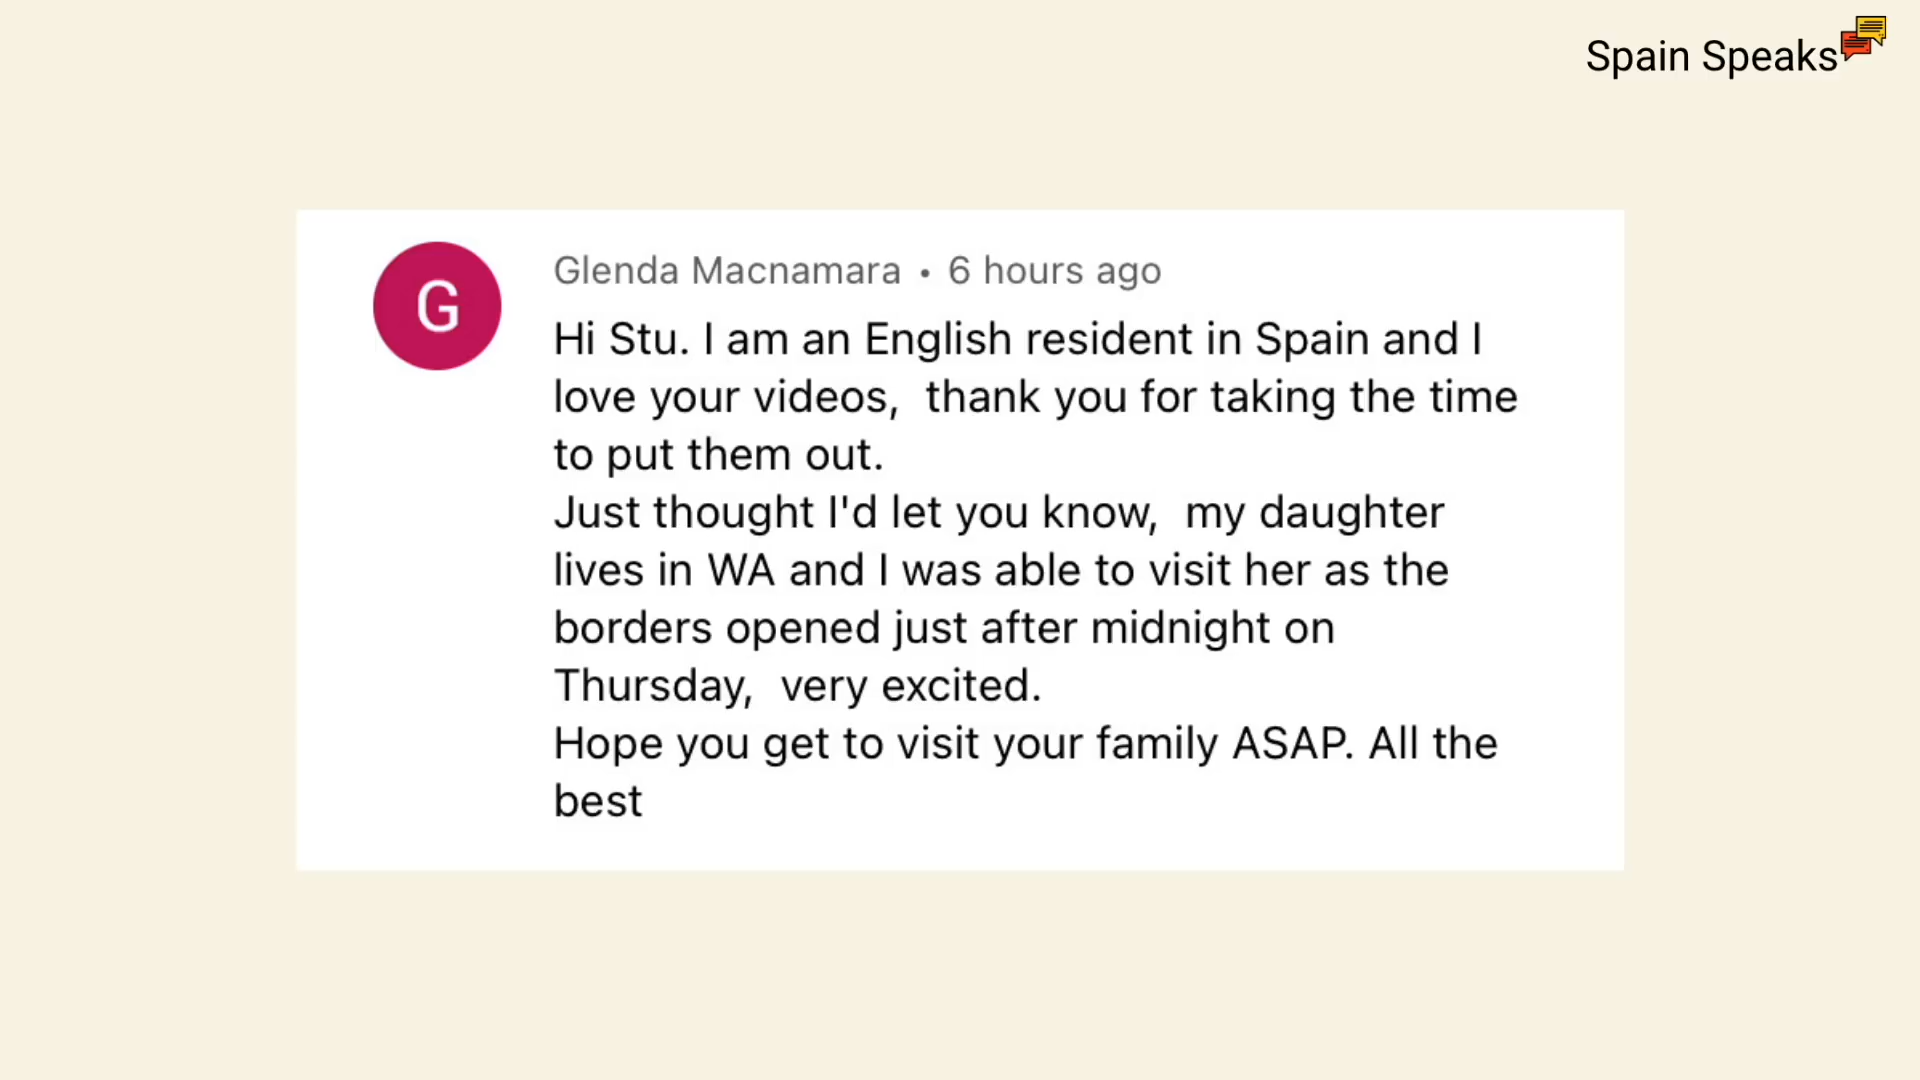 Spain Speaks
G
Glenda Macnamara • 6 hours ago
Hi Stu. I am an English resident in Spain and I
love your videos,  thank you for taking the time
to put them out.
Just thought I'd let you know,  my daughter
lives in WA and I was able to visit her as the
borders opened just after midnight on
Thursday,  very excited.
Hope you get to visit your family ASAP. All the
best